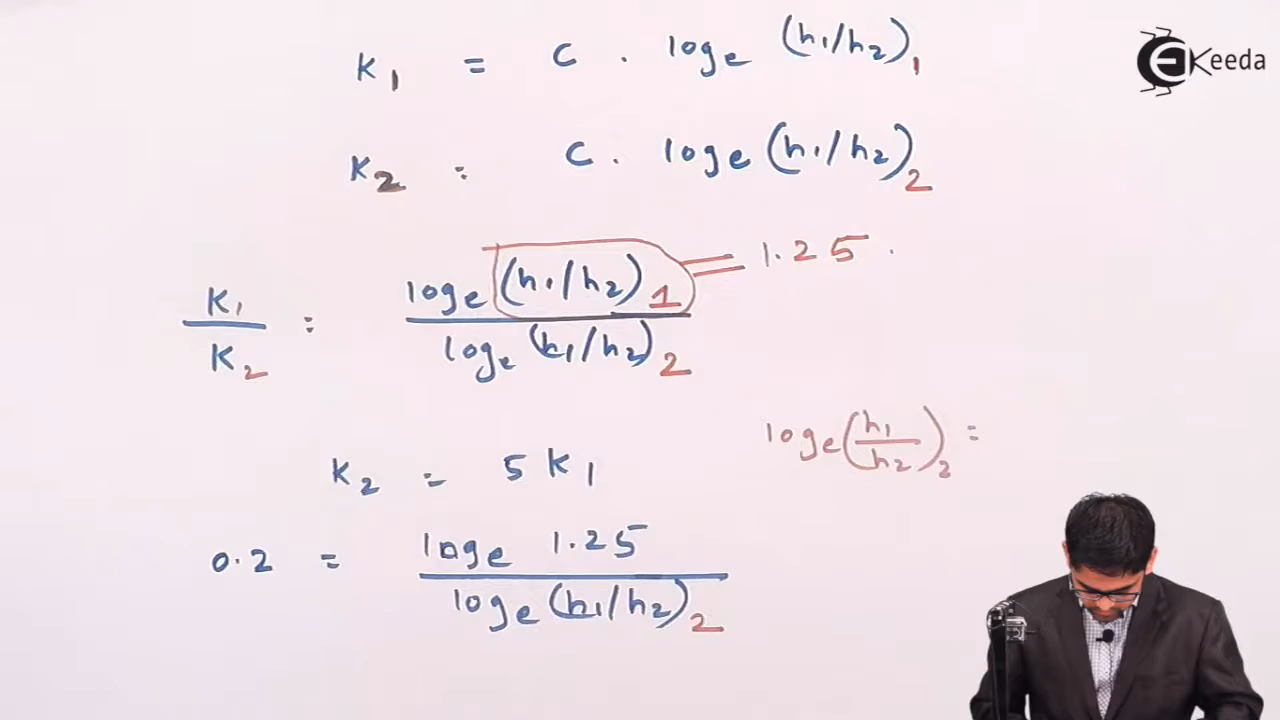 K1 = C . loge (h1/h2)1
EKeeda
K2 : C . loge (h1/h2)2
K1/K2 : loge (h1/h2)1 / loge (h1/h2)2 = 1.25 .
loge (h1/h2)2 =
K2 = 5 K1
0.2 = loge 1.25 / loge (h1/h2)2